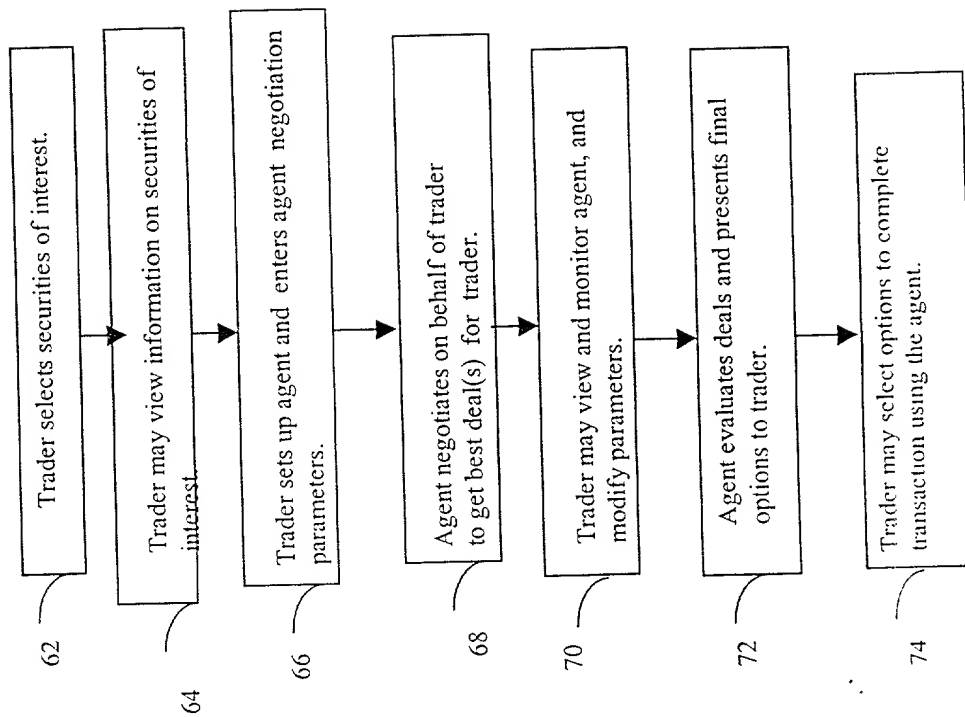 62
Trader selects securities of interest.
64
Trader may view information on securities of
interest.
66
Trader sets up agent and enters agent negotiation
parameters.
68
Agent negotiates on behalf of trader
to get best deal(s) for trader.
70
Trader may view and monitor agent, and
modify parameters.
72
Agent evaluates deals and presents final
options to trader.
74
Trader may select options to complete
transaction using the agent.